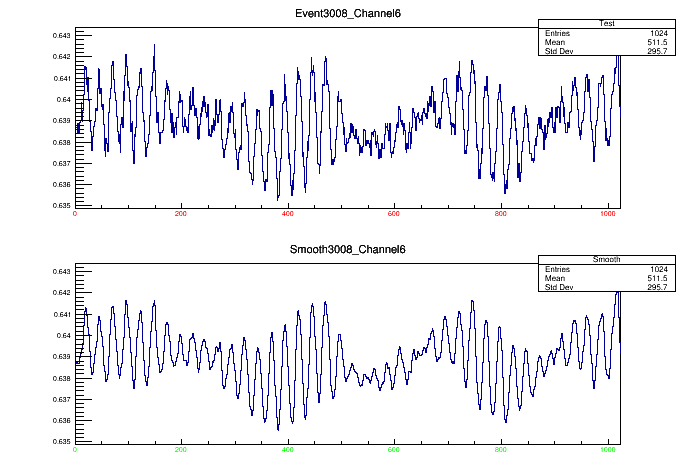 Event3008_Channel6
Test
Entries 1024
Mean 511.5
Std Dev 295.7
0.643
0.642
0.641
0.64
0.639
0.638
0.637
0.636
0.635
0 200 400 600 800 1000
Smooth3008_Channel6
Smooth
Entries 1024
Mean 511.5
Std Dev 295.7
0.643
0.642
0.641
0.64
0.639
0.638
0.637
0.636
0.635
0 200 400 600 800 1000